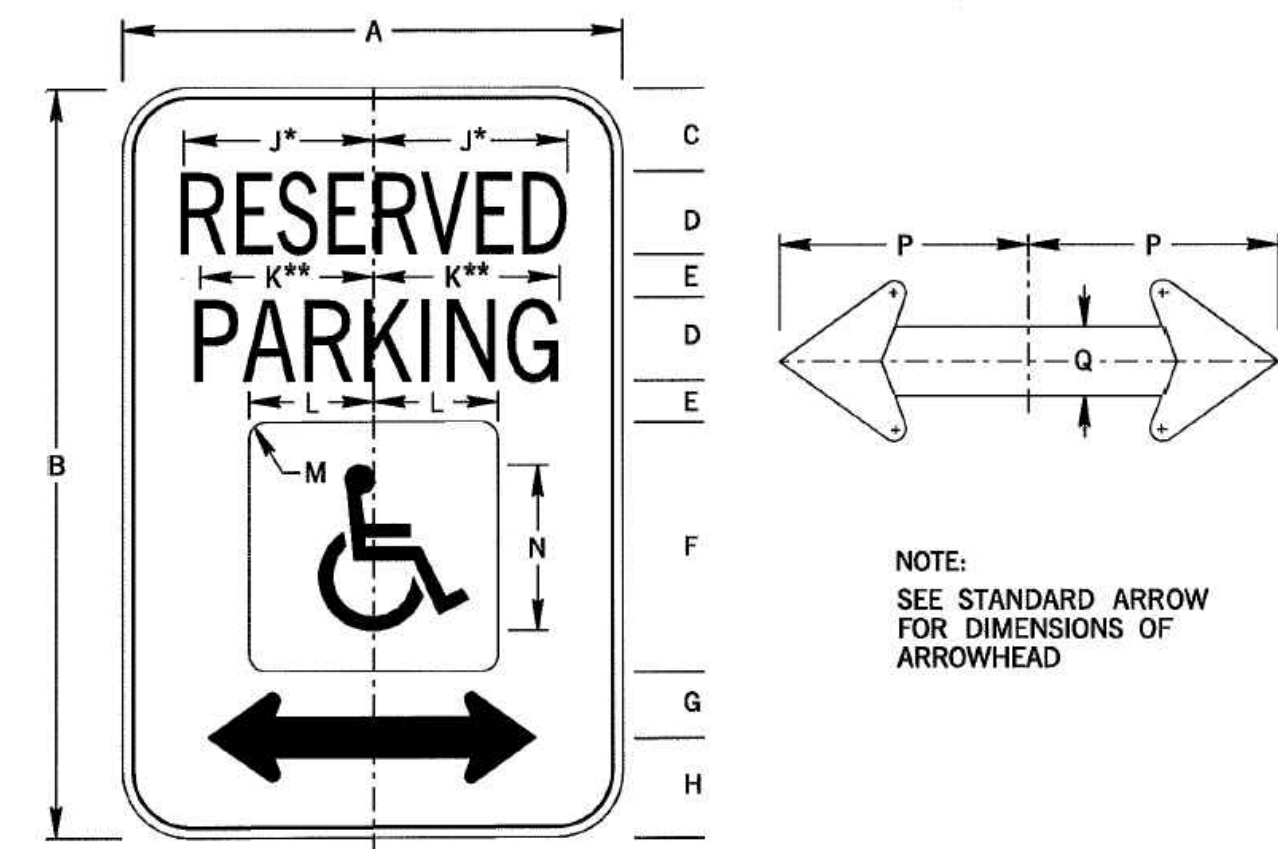 A
J* J*
C
RESERVED
D
K** K**
E
PARKING
D
L L
E
M
B
N
F
G
H
P P
Q
NOTE:
SEE STANDARD ARROW
FOR DIMENSIONS OF
ARROWHEAD